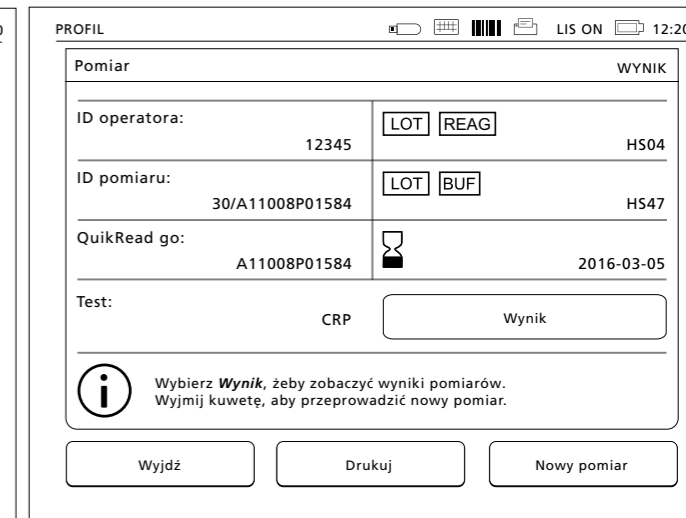 PROFIL LIS ON 12:20
Pomiar WYNIK
ID operatora: LOT REAG
12345 HS04
ID pomiaru: LOT BUF
30/A11008P01584 HS47
QuikRead go:
A11008P01584 2016-03-05
Test:
CRP Wynik
i Wybierz Wynik, żeby zobaczyć wyniki pomiarów.
Wyjmij kuwetę, aby przeprowadzić nowy pomiar.
Wyjdź Drukuj Nowy pomiar